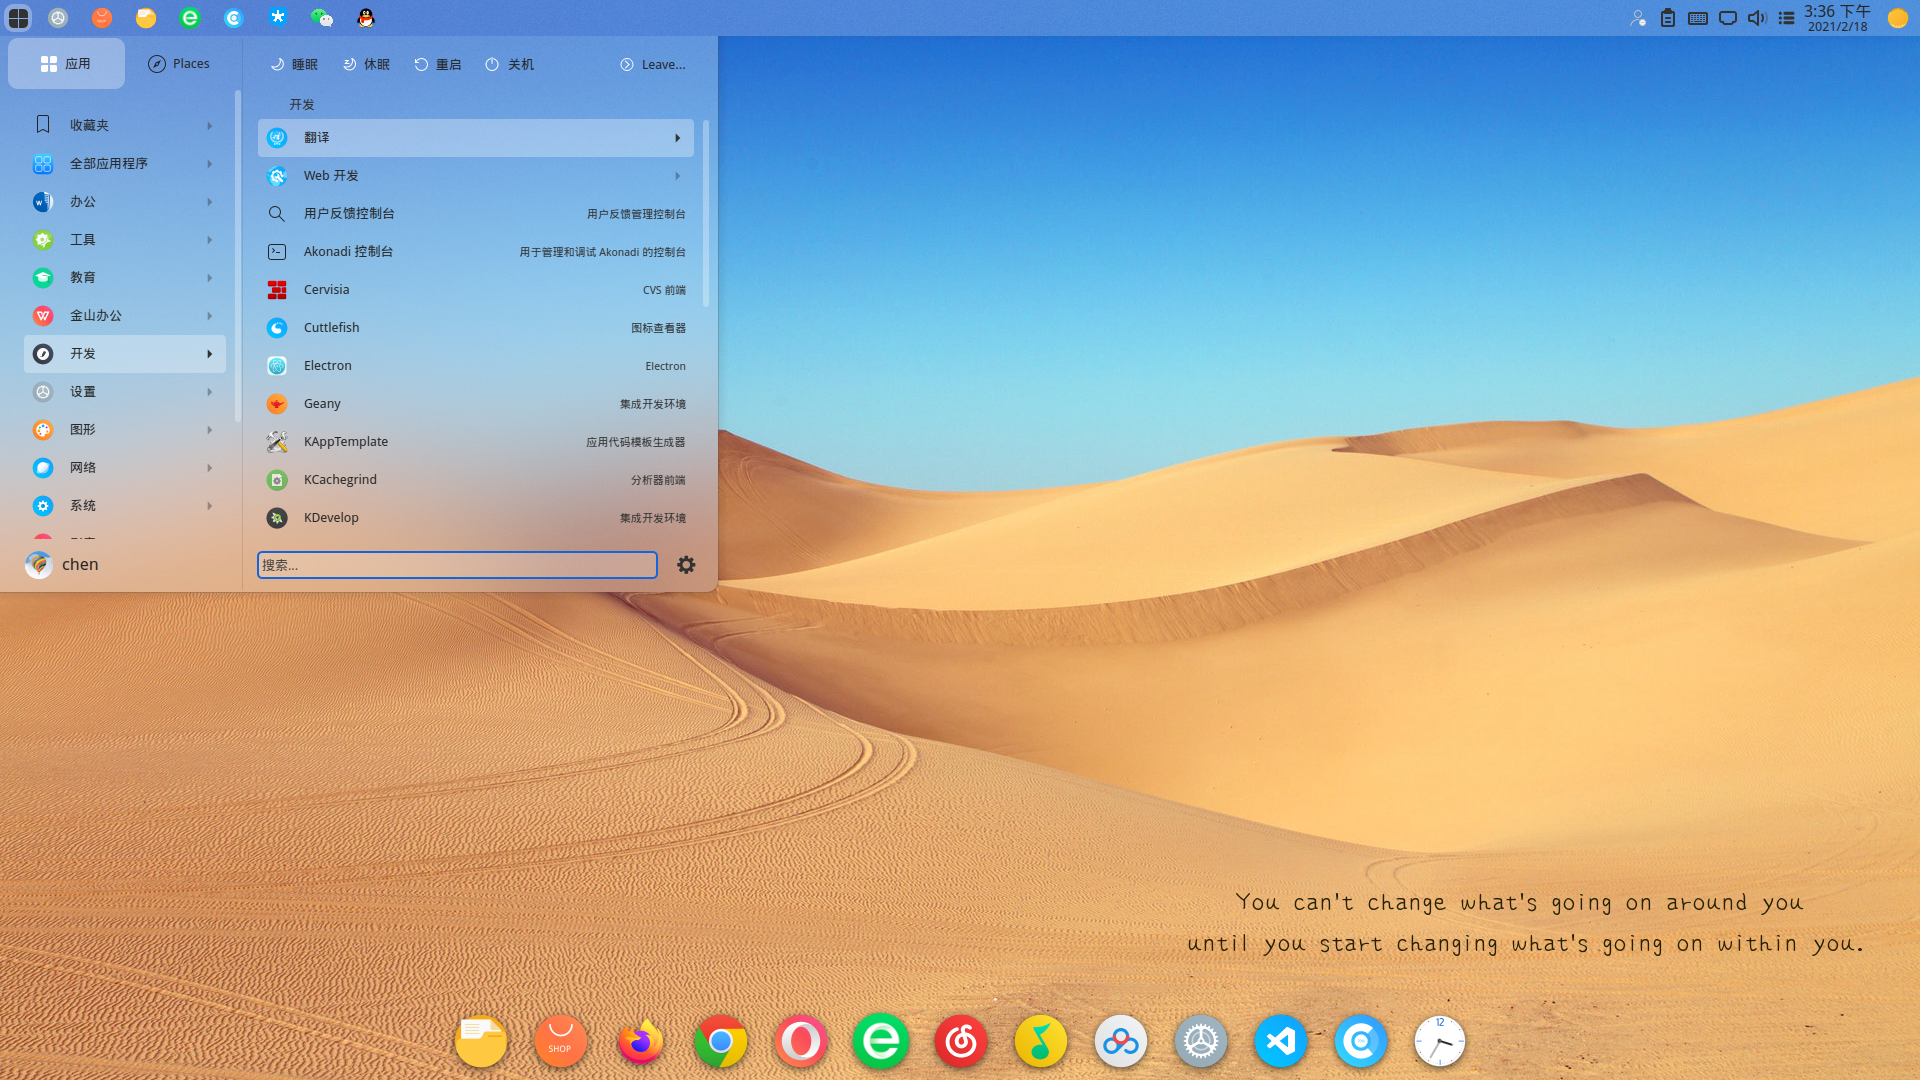 3:36 下午
2021/2/18
应用
Places
睡眠
休眠
重启
关机
Leave...
收藏夹
全部应用程序
办公
工具
教育
金山办公
开发
设置
图形
网络
系统
chen
开发
翻译
Web 开发
用户反馈控制台 用户反馈管理控制台
Akonadi 控制台 用于管理和调试 Akonadi 的控制台
Cervisia CVS 前端
Cuttlefish 图标查看器
Electron Electron
Geany 集成开发环境
KAppTemplate 应用代码模板生成器
KCachegrind 分析器前端
KDevelop 集成开发环境
搜索...
You can't change what's going on around you
until you start changing what's going on within you.
SHOP
12